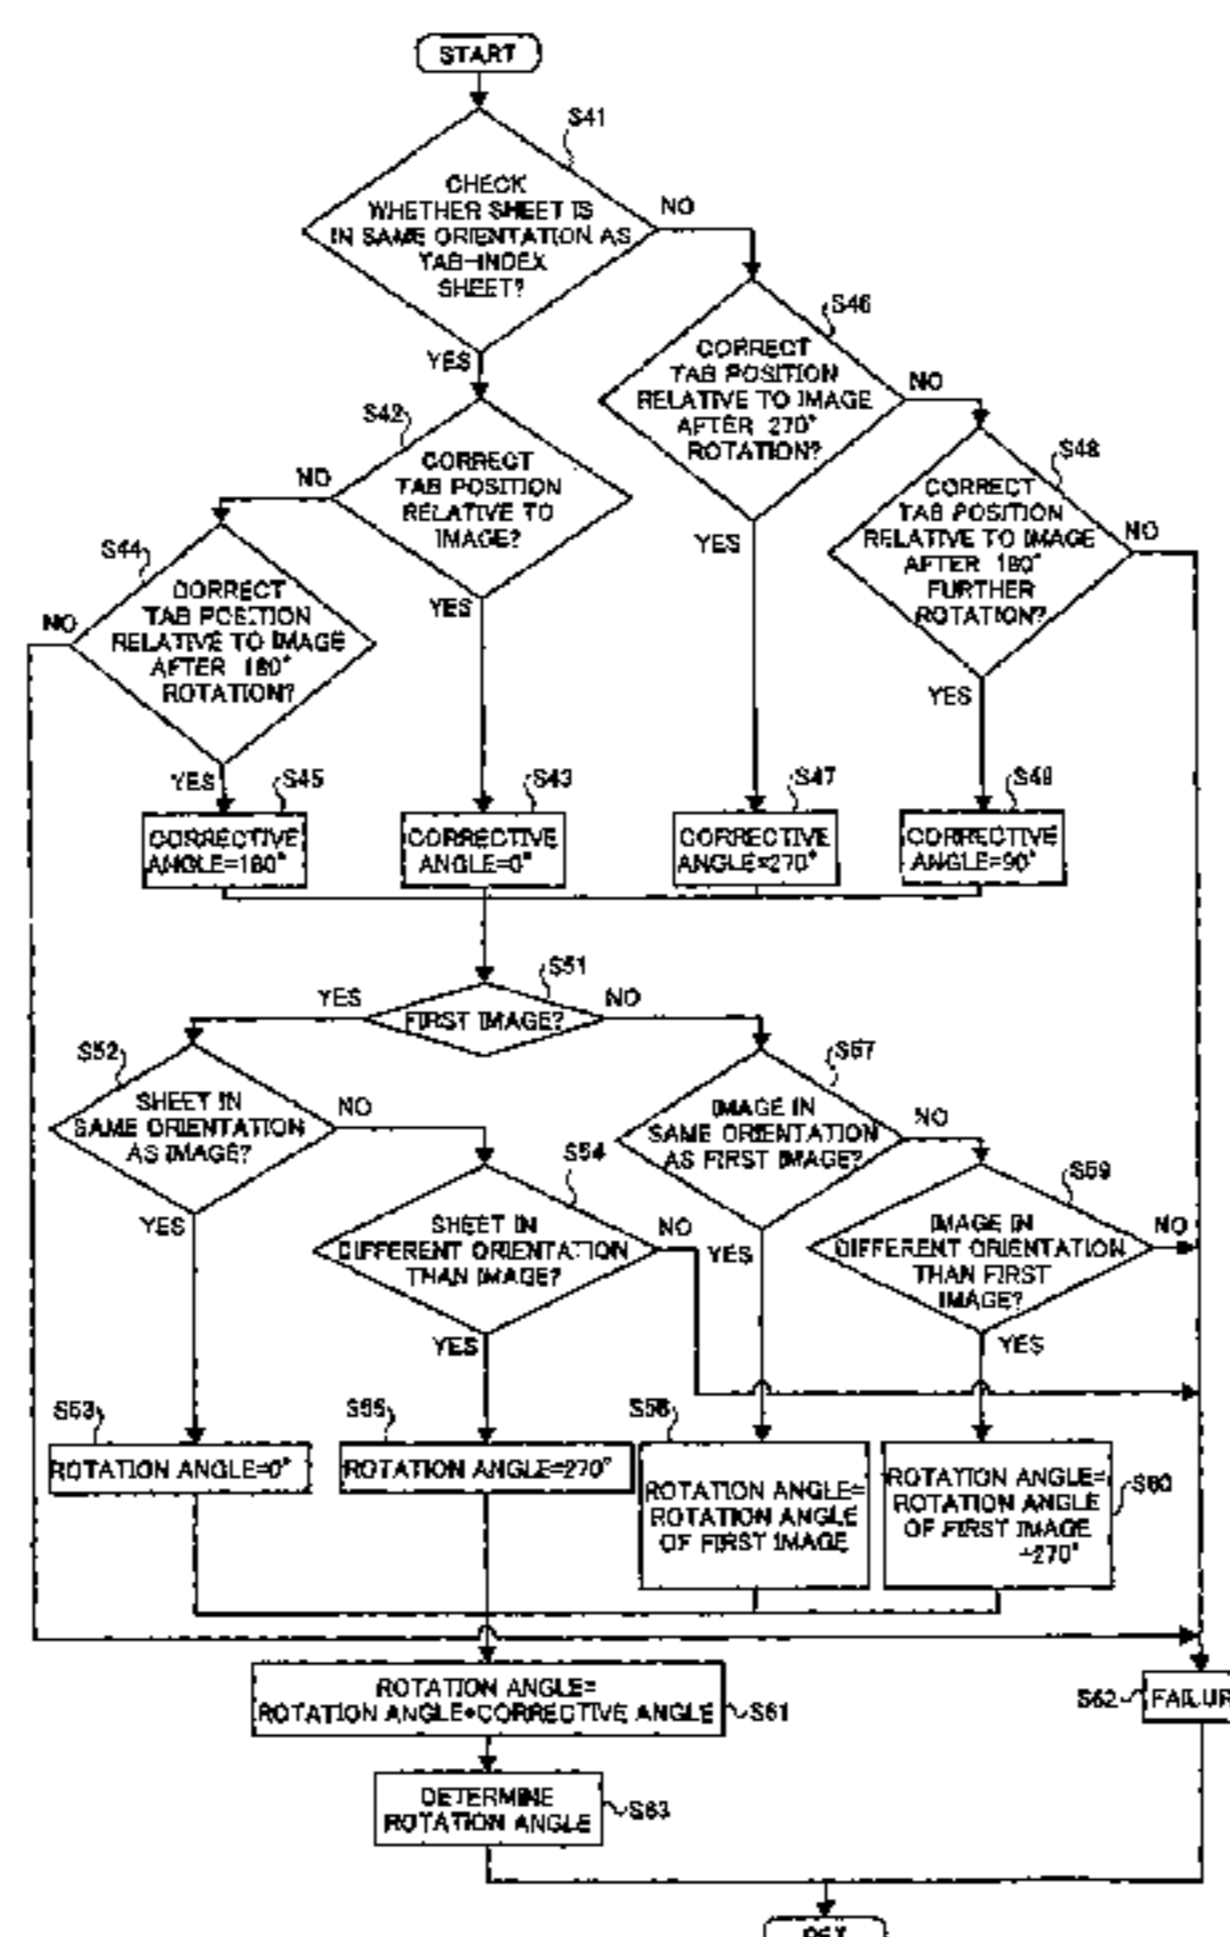 START
S41
CHECK
WHETHER SHEET IS
IN SAME ORIENTATION AS
TAB-INDEX
SHEET?
NO
YES
S46
CORRECT
TAB POSITION
RELATIVE TO IMAGE
AFTER 270°
ROTATION?
NO
YES
S42
CORRECT
TAB POSITION
RELATIVE TO
IMAGE?
NO
YES
S48
CORRECT
TAB POSITION
RELATIVE TO IMAGE
AFTER 180°
FURTHER
ROTATION?
NO
YES
S44
CORRECT
TAB POSITION
RELATIVE TO IMAGE
AFTER 180°
ROTATION?
NO
YES
S45
CORRECTIVE
ANGLE=180°
S43
CORRECTIVE
ANGLE=0°
S47
CORRECTIVE
ANGLE=270°
S49
CORRECTIVE
ANGLE=90°
S51
FIRST IMAGE?
YES
NO
S52
SHEET IN
SAME ORIENTATION
AS IMAGE?
NO
YES
S54
SHEET IN
DIFFERENT ORIENTATION
THAN IMAGE?
NO
YES
S57
IMAGE IN
SAME ORIENTATION
AS FIRST IMAGE?
NO
YES
S59
IMAGE IN
DIFFERENT ORIENTATION
THAN FIRST
IMAGE?
NO
YES
S53
ROTATION ANGLE=0°
S55
ROTATION ANGLE=270°
S58
ROTATION ANGLE=
ROTATION ANGLE
OF FIRST IMAGE
S60
ROTATION ANGLE=
ROTATION ANGLE
OF FIRST IMAGE
270°
ROTATION ANGLE=
ROTATION ANGLE+CORRECTIVE ANGLE
S61
S62
FAILUR
DETERMINE
ROTATION ANGLE
S63